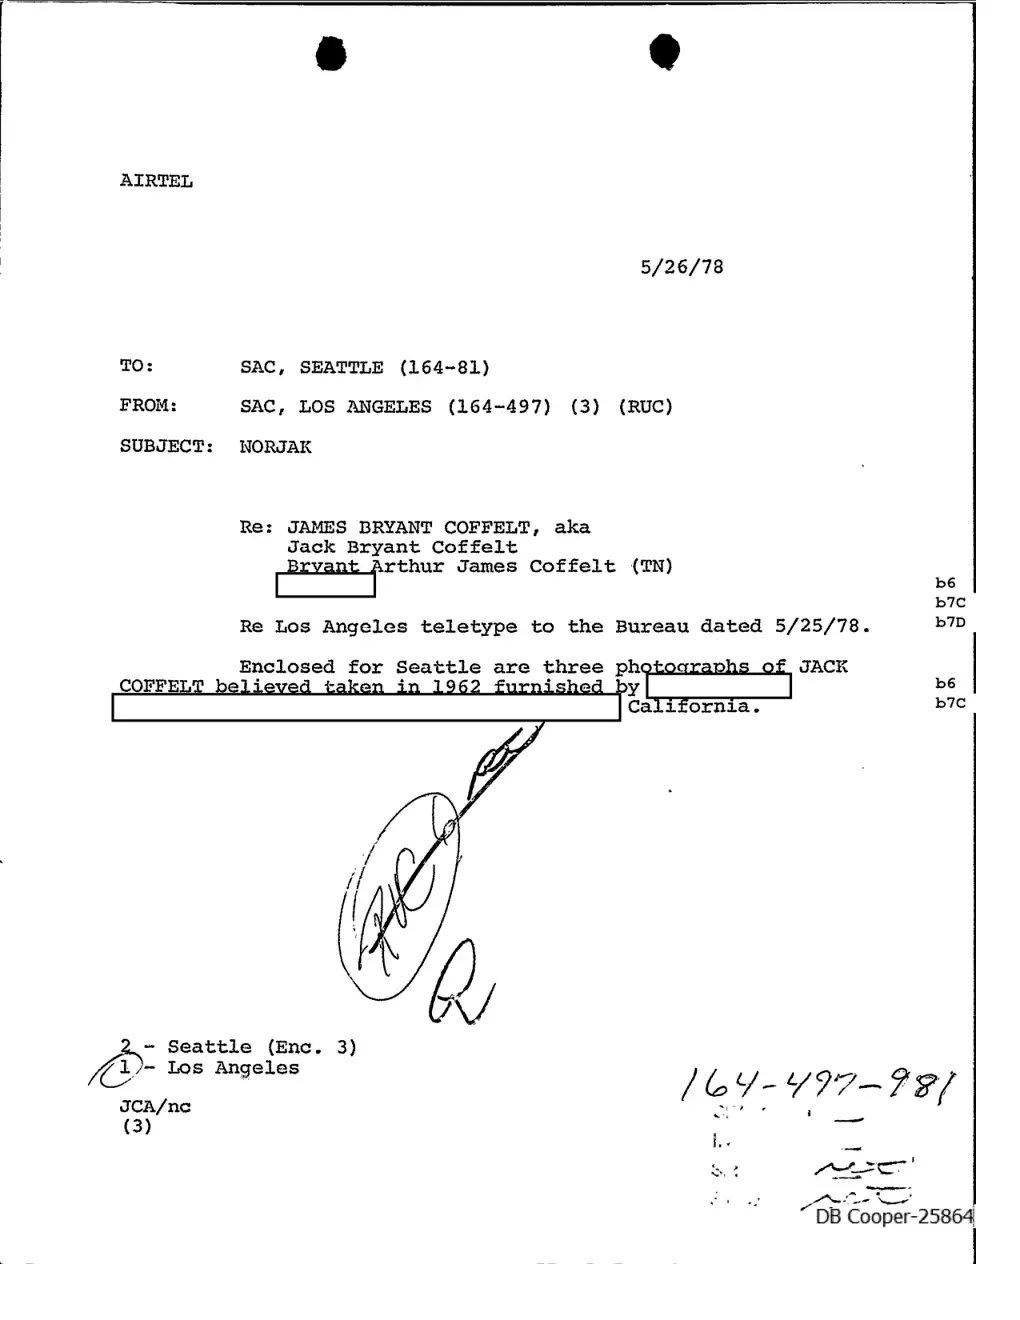 AIRTEL
5/26/78
TO: SAC, SEATTLE (164-81)
FROM: SAC, LOS ANGELES (164-497) (3) (RUC)
SUBJECT: NORJAK
Re: JAMES BRYANT COFFELT, aka
Jack Bryant Coffelt
Bryant Arthur James Coffelt (TN)
b6
b7C
Re Los Angeles teletype to the Bureau dated 5/25/78.
b7D
Enclosed for Seattle are three photographs of JACK
COFFELT believed taken in 1962 furnished by
b6
California.
b7C
RUC
2 - Seattle (Enc. 3)
1 - Los Angeles
JCA/nc
(3)
164-497-981
DB Cooper-25864